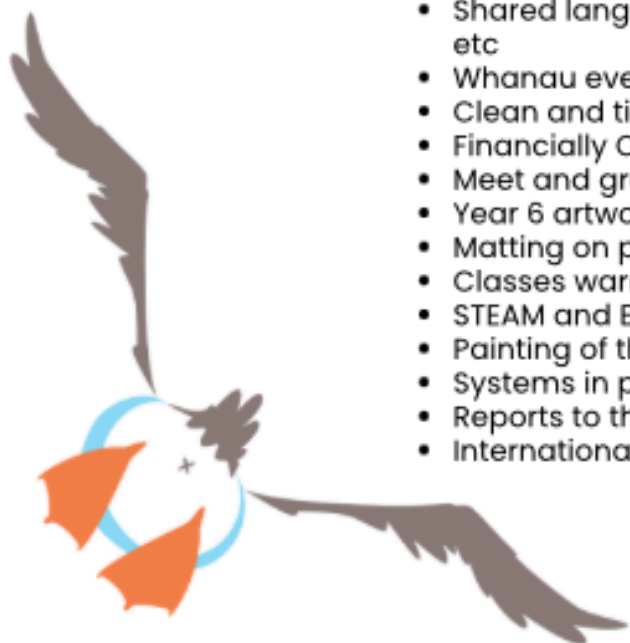 Shared lang
etc
Whanau eve
Clean and ti
Financially C
Meet and gr
Year 6 artwo
Matting on p
Classes war
STEAM and E
Painting of th
Systems in p
Reports to th
Internationa